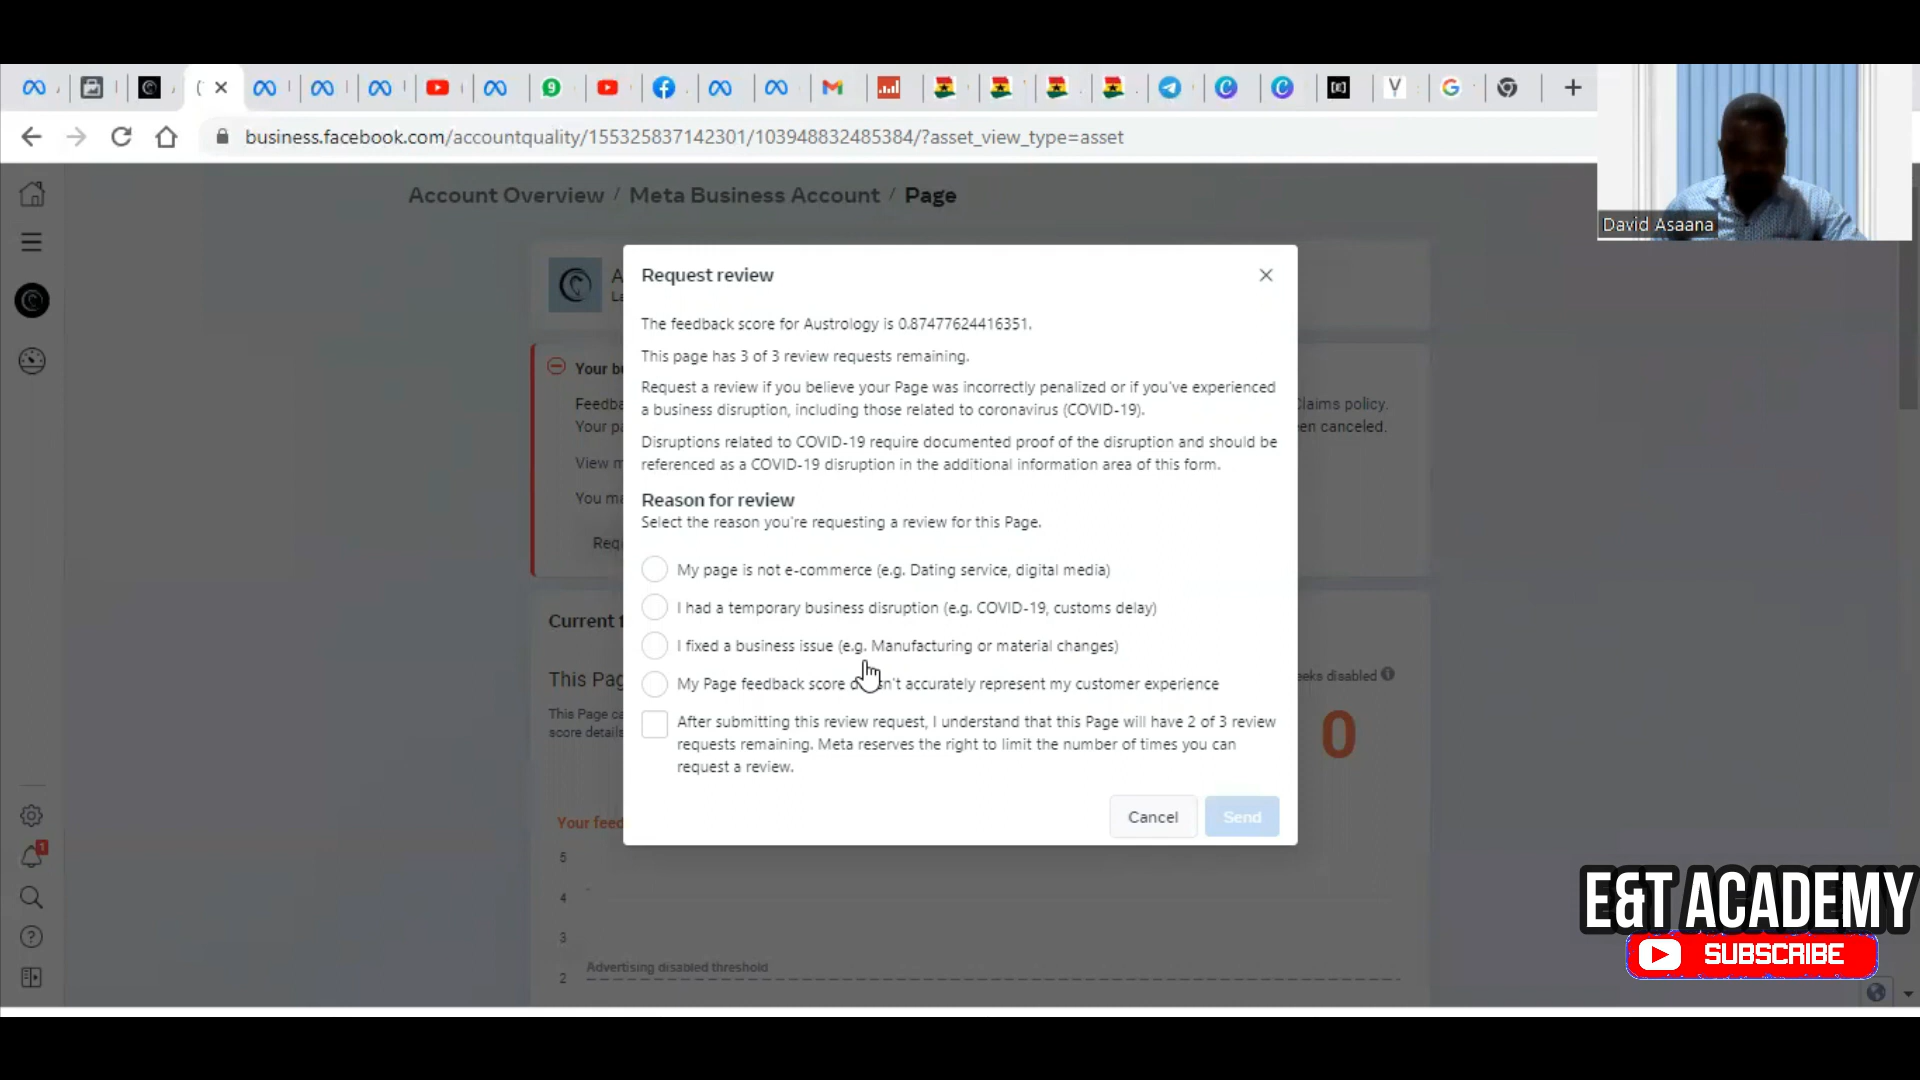 9
business.facebook.com/accountquality/155325837142301/103948832485384/?asset_view_type=asset
David Asaana
Account Overview / Meta Business Account / Page
Request review
The feedback score for Austrology is 0.87477624416351.
This page has 3 of 3 review requests remaining.
Request a review if you believe your Page was incorrectly penalized or if you've experienced
a business disruption, including those related to coronavirus (COVID-19).
Disruptions related to COVID-19 require documented proof of the disruption and should be
referenced as a COVID-19 disruption in the additional information area of this form.
Reason for review
Select the reason you're requesting a review for this Page.
My page is not e-commerce (e.g. Dating service, digital media)
I had a temporary business disruption (e.g. COVID-19, customs delay)
I fixed a business issue (e.g. Manufacturing or material changes)
My Page feedback score accurately represent my customer experience
After submitting this review request, I understand that this Page will have 2 of 3 review
requests remaining. Meta reserves the right to limit the number of times you can
request a review.
Cancel Send
Your
Claims policy.
Your
canceled.
View
You
Current
This
disabled
This Page
score details
0
Your
5
4
3
Advertising disabled threshold
2
1
E&T ACADEMY
SUBSCRIBE